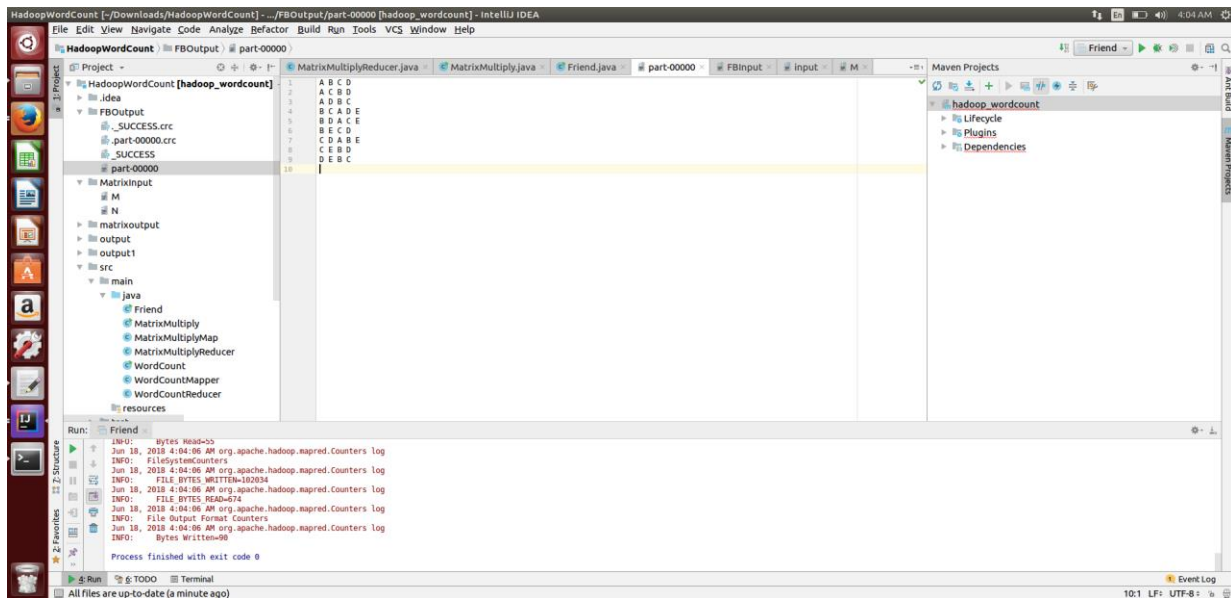 HadoopWordCount [~/Downloads/HadoopWordCount] - .../FBOutput/part-00000 [hadoop_wordcount] - IntelliJ IDEA
En 4:04 AM
File Edit View Navigate Code Analyze Refactor Build Run Tools VCS Window Help
HadoopWordCount FBOutput part-00000
Friend
Project
MatrixMultiplyReducer.java MatrixMultiply.java Friend.java part-00000 FBInput input M
Maven Projects
HadoopWordCount [hadoop_wordcount]
.idea
FBOutput
._SUCCESS.crc
.part-00000.crc
_SUCCESS
part-00000
MatrixInput
M
N
matrixoutput
output
output1
src
main
java
Friend
MatrixMultiply
MatrixMultiplyMap
MatrixMultiplyReducer
WordCount
WordCountMapper
WordCountReducer
resources
1 A B C D
2 A C B D
3 A D B C
4 B C A D E
5 B D A C E
6 B E C D
7 C D A B E
8 C E B D
9 D E B C
10
hadoop_wordcount
Lifecycle
Plugins
Dependencies
1: Project
Ant Build
Maven Projects
Z: Structure
2: Favorites
Run: Friend
INFO: Bytes Read=55
Jun 18, 2018 4:04:06 AM org.apache.hadoop.mapred.Counters log
INFO: FileSystemCounters
Jun 18, 2018 4:04:06 AM org.apache.hadoop.mapred.Counters log
INFO: FILE_BYTES_WRITTEN=102034
Jun 18, 2018 4:04:06 AM org.apache.hadoop.mapred.Counters log
INFO: FILE_BYTES_READ=674
Jun 18, 2018 4:04:06 AM org.apache.hadoop.mapred.Counters log
INFO: File Output Format Counters
Jun 18, 2018 4:04:06 AM org.apache.hadoop.mapred.Counters log
INFO: Bytes Written=90
Process finished with exit code 0
4: Run 6: TODO Terminal
Event Log
All files are up-to-date (a minute ago)
10:1 LF UTF-8